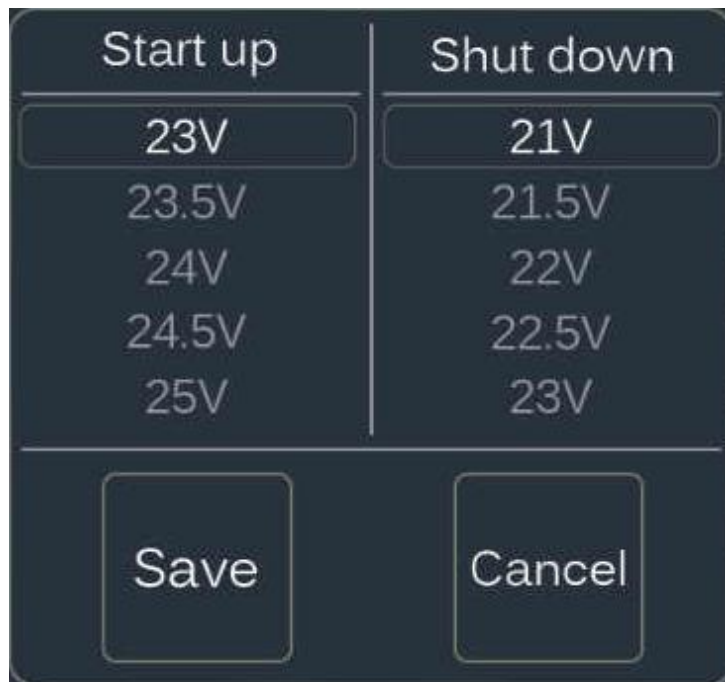 Start up
Shut down
23V
21V
23.5V
21.5V
24V
22V
24.5V
22.5V
25V
23V
Save
Cancel